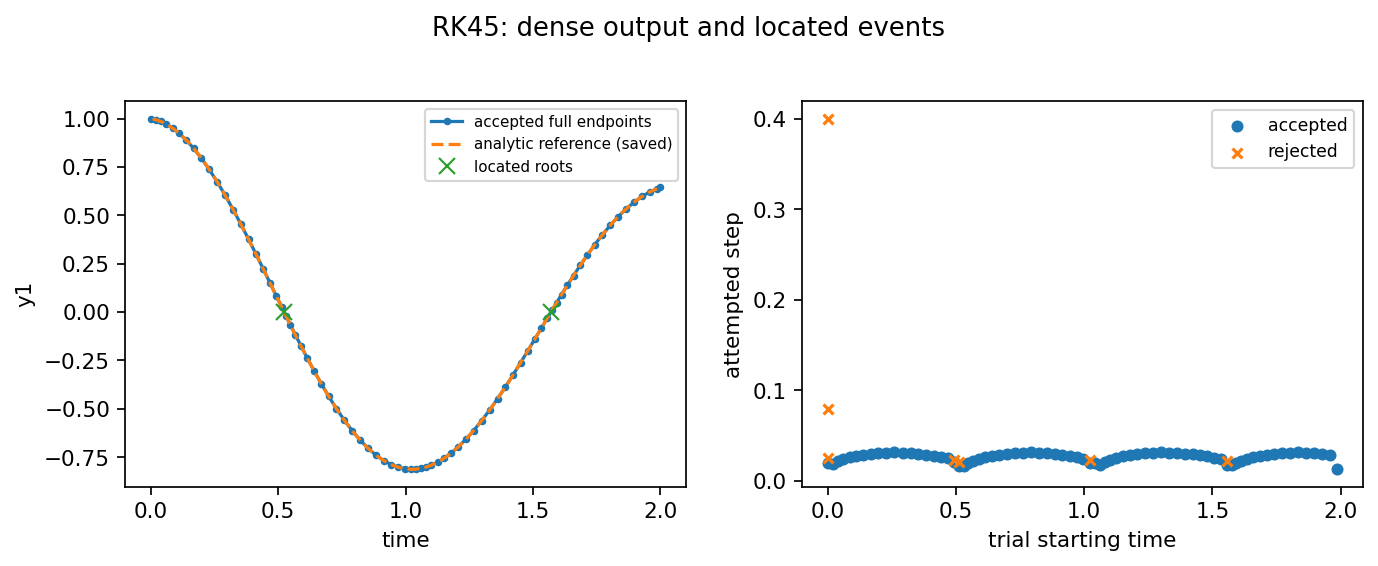 RK45: dense output and located events
1.00
0.75
0.50
0.25
0.00
−0.25
−0.50
−0.75
y1
0.0
0.5
1.0
1.5
2.0
time
accepted full endpoints
analytic reference (saved)
located roots
0.4
0.3
0.2
0.1
0.0
attempted step
0.0
0.5
1.0
1.5
2.0
trial starting time
accepted
rejected